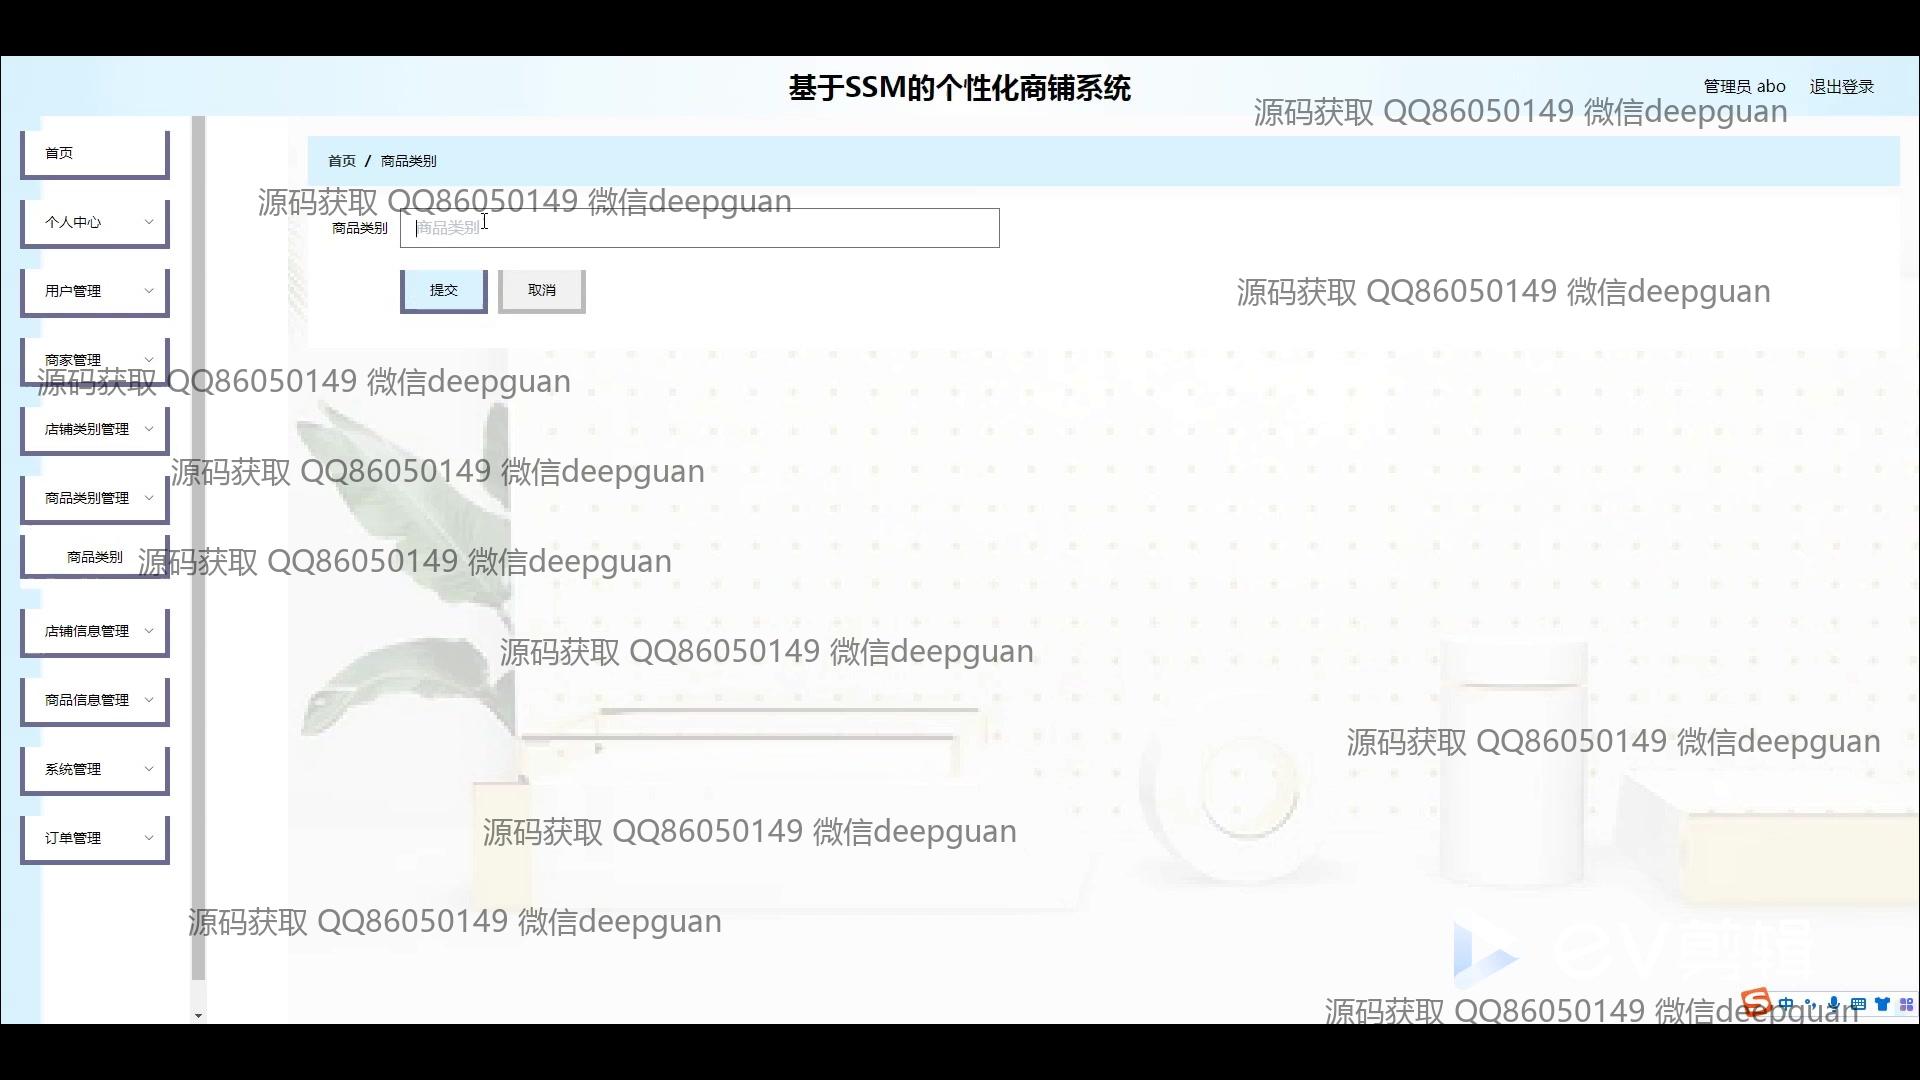 基于SSM的个性化商铺系统
管理员 abo
退出登录
源码获取 QQ86050149 微信deepguan
首页
首页 / 商品类别
源码获取 QQ86050149 微信deepguan
个人中心
商品类别
商品类别
用户管理
提交
取消
源码获取 QQ86050149 微信deepguan
商家管理
源码获取 QQ86050149 微信deepguan
店铺类别管理
源码获取 QQ86050149 微信deepguan
商品类别管理
商品类别
源码获取 QQ86050149 微信deepguan
店铺信息管理
源码获取 QQ86050149 微信deepguan
商品信息管理
源码获取 QQ86050149 微信deepguan
系统管理
订单管理
源码获取 QQ86050149 微信deepguan
源码获取 QQ86050149 微信deepguan
eV剪辑
源码获取 QQ86050149 微信deepguan
中